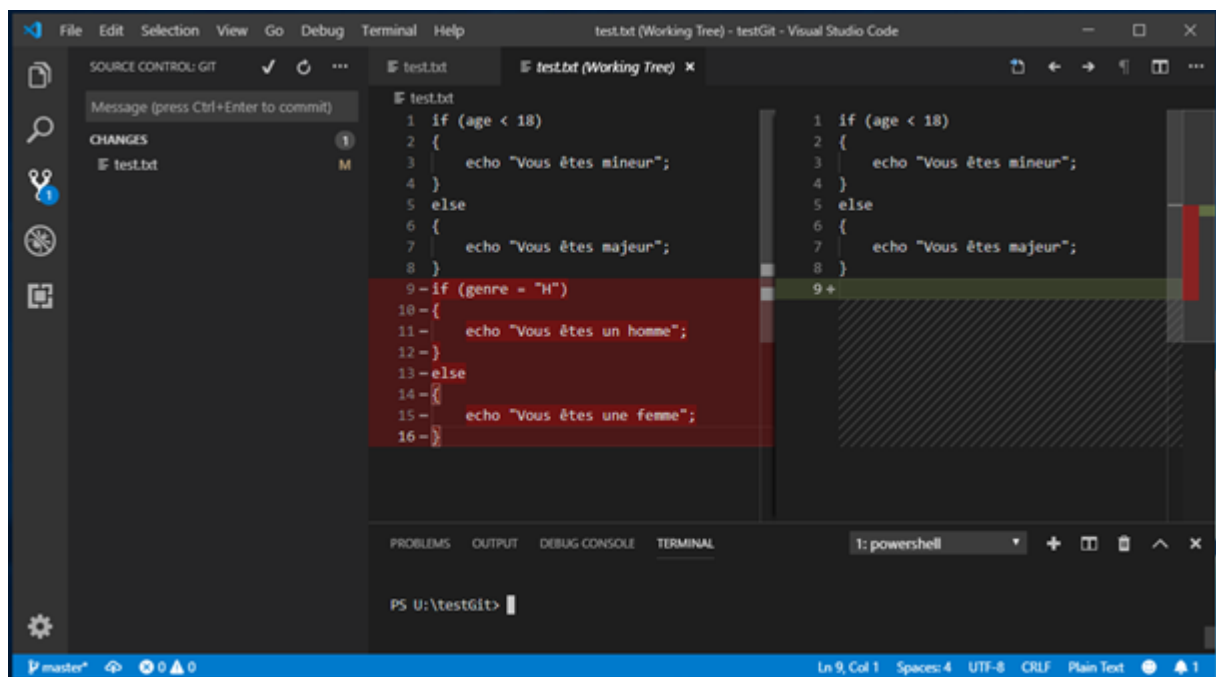 File Edit Selection View Go Debug Terminal Help test.txt (Working Tree) - testGit - Visual Studio Code
SOURCE CONTROL: GIT
Message (press Ctrl+Enter to commit)
CHANGES 1
test.txt M
1
test.txt test.txt (Working Tree)
test.txt
1 if (age < 18)
2 {
3 echo "Vous êtes mineur";
4 }
5 else
6 {
7 echo "Vous êtes majeur";
8 }
9 - if (genre = "H")
10 - {
11 - echo "Vous êtes un homme";
12 - }
13 - else
14 - {
15 - echo "Vous êtes une femme";
16 - }
1 if (age < 18)
2 {
3 echo "Vous êtes mineur";
4 }
5 else
6 {
7 echo "Vous êtes majeur";
8 }
9 +
PROBLEMS OUTPUT DEBUG CONSOLE TERMINAL 1: powershell
PS U:\testGit>
master* 0 0 Ln 9, Col 1 Spaces: 4 UTF-8 CRLF Plain Text 1